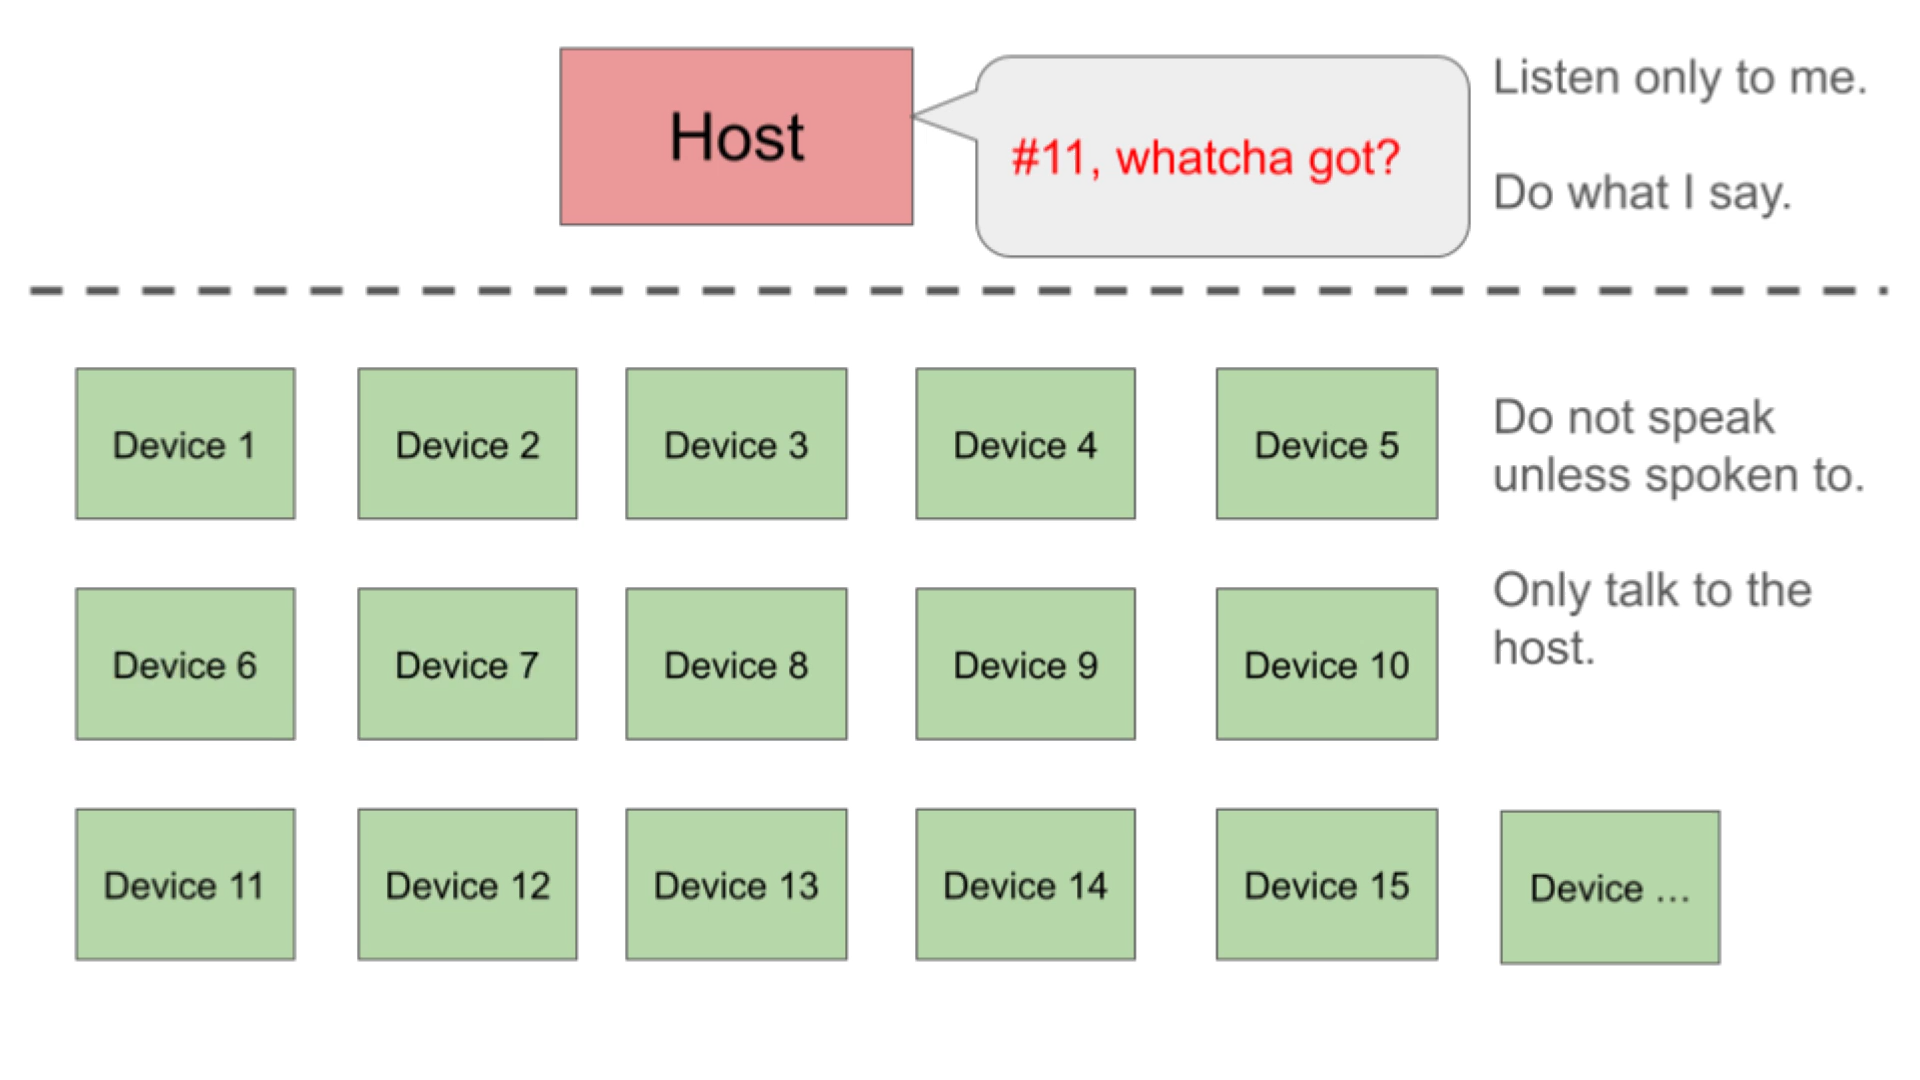 Host
#11, whatcha got?
Listen only to me.
Do what I say.
Device 1
Device 2
Device 3
Device 4
Device 5
Do not speak
unless spoken to.
Device 6
Device 7
Device 8
Device 9
Device 10
Only talk to the
host.
Device 11
Device 12
Device 13
Device 14
Device 15
Device ...